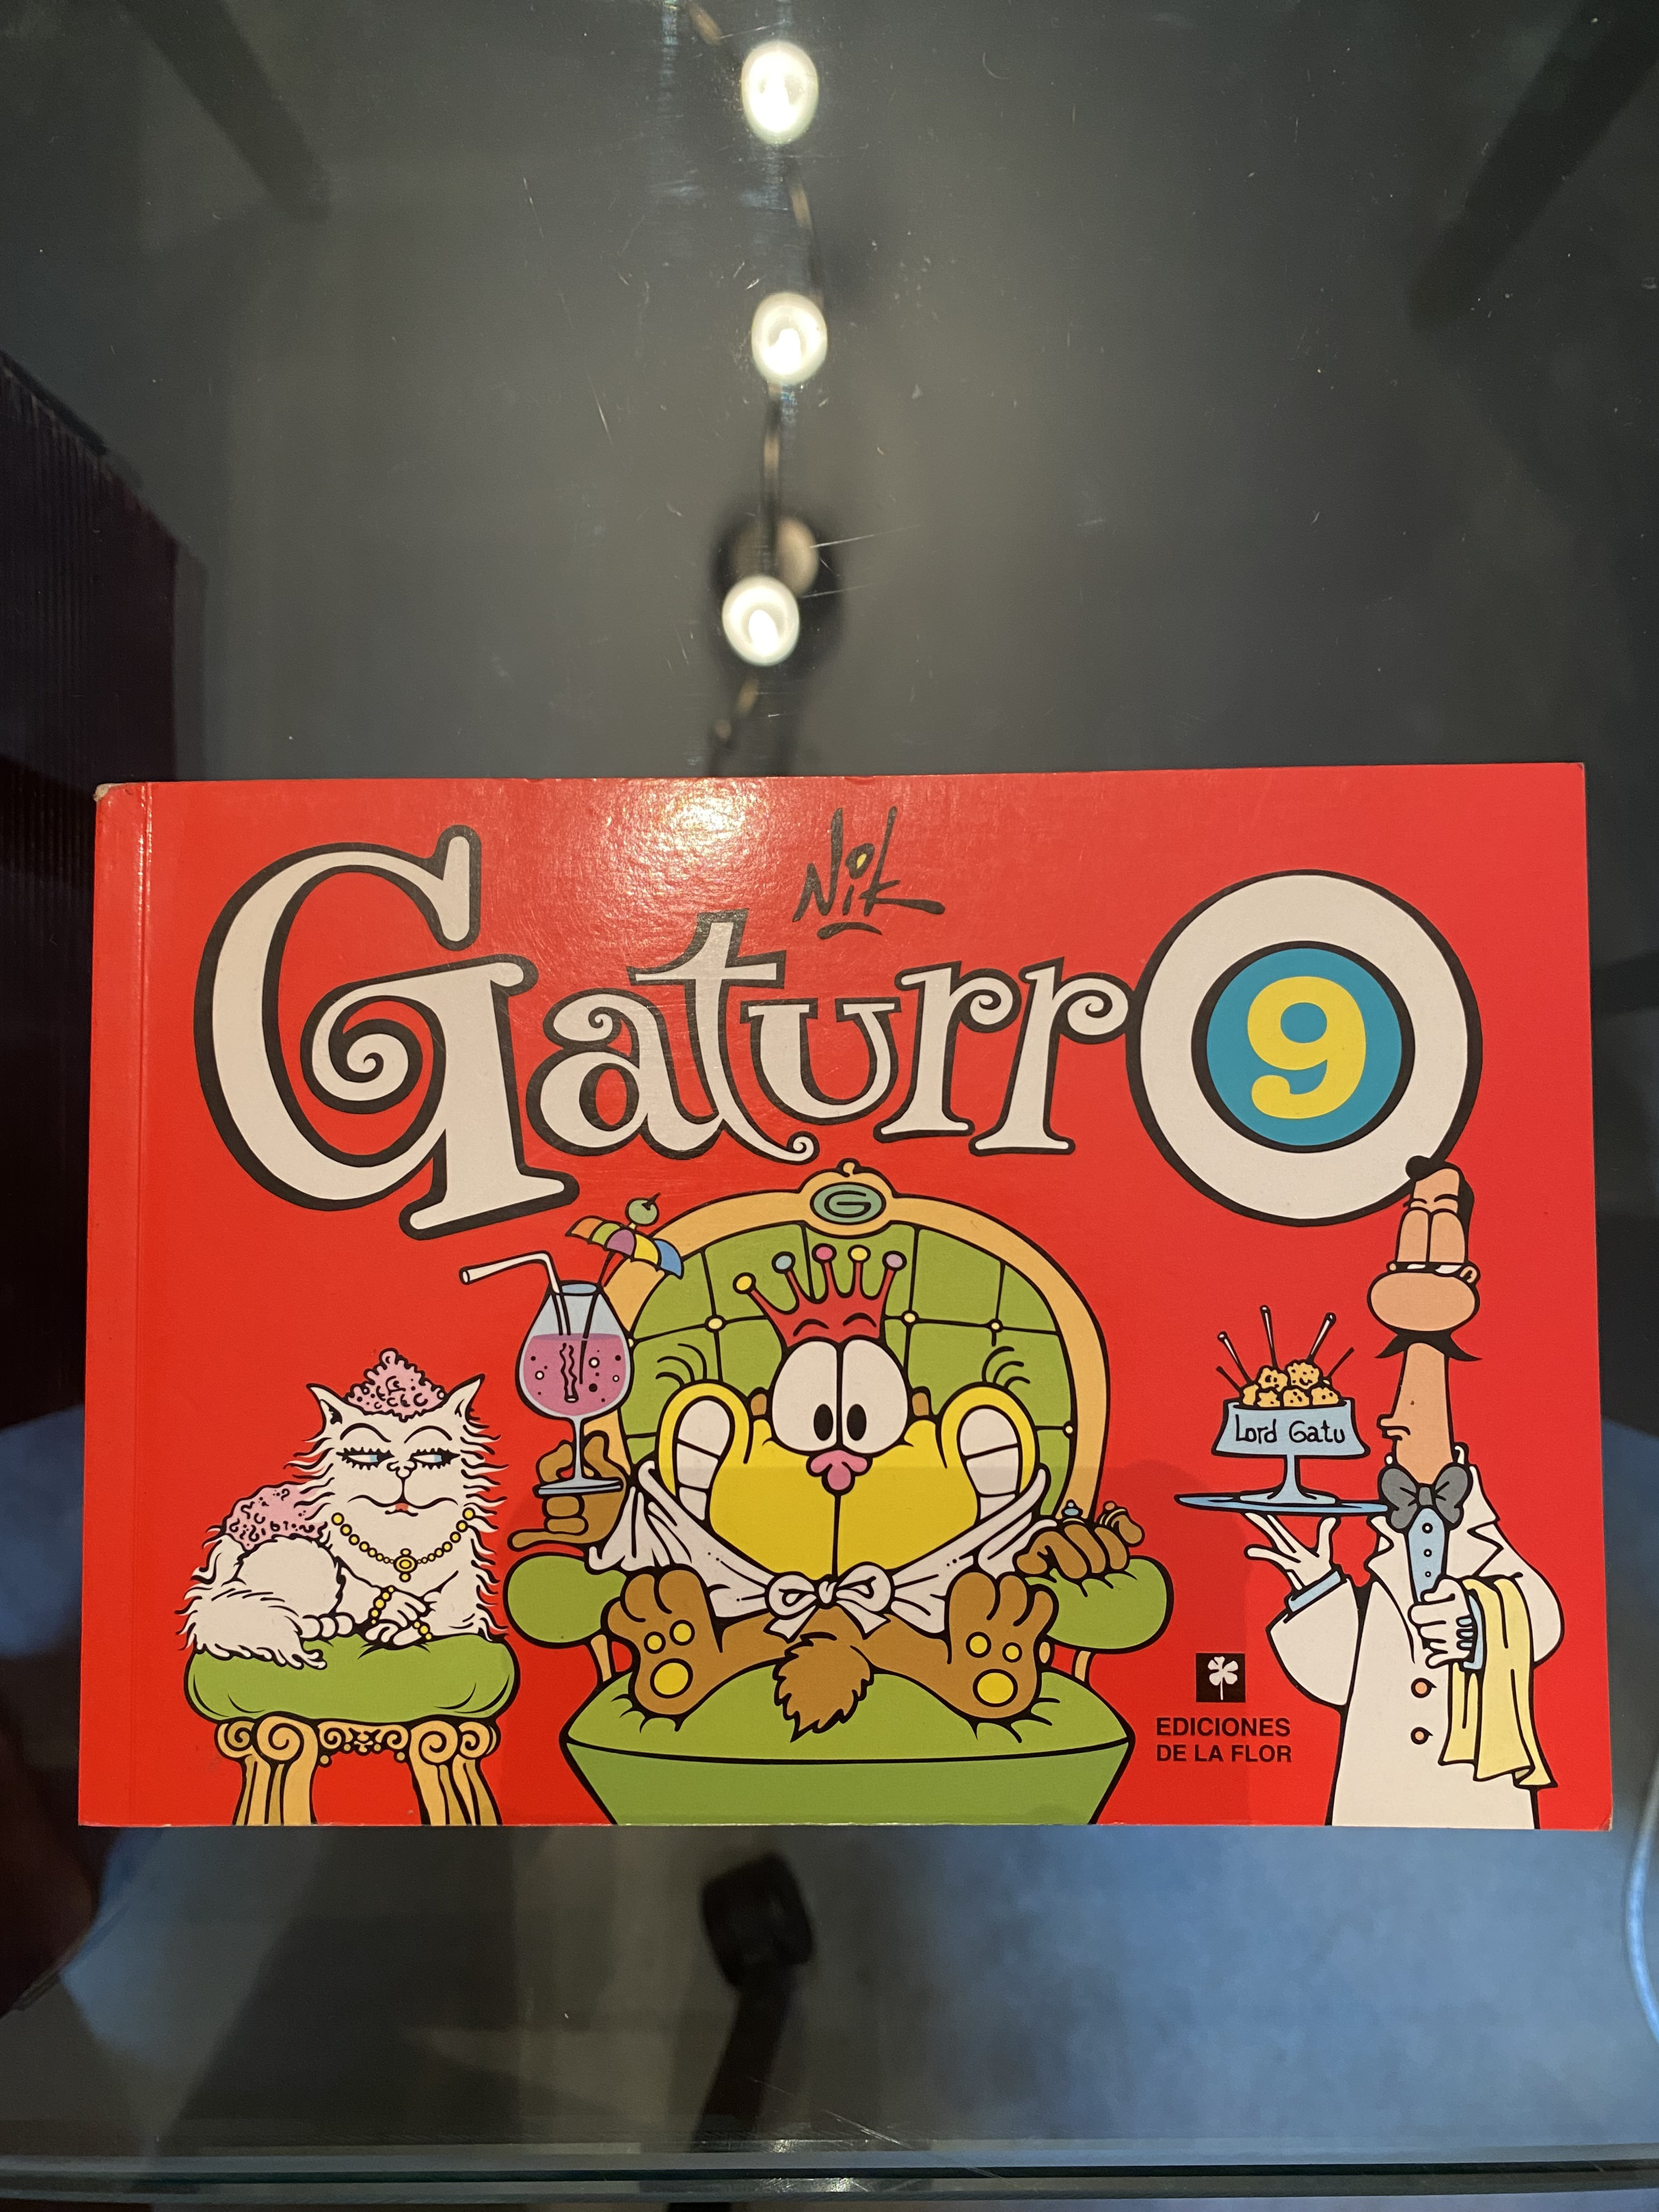 Nik
Gaturro
9
G
Lord Gatu
EDICIONES
DE LA FLOR